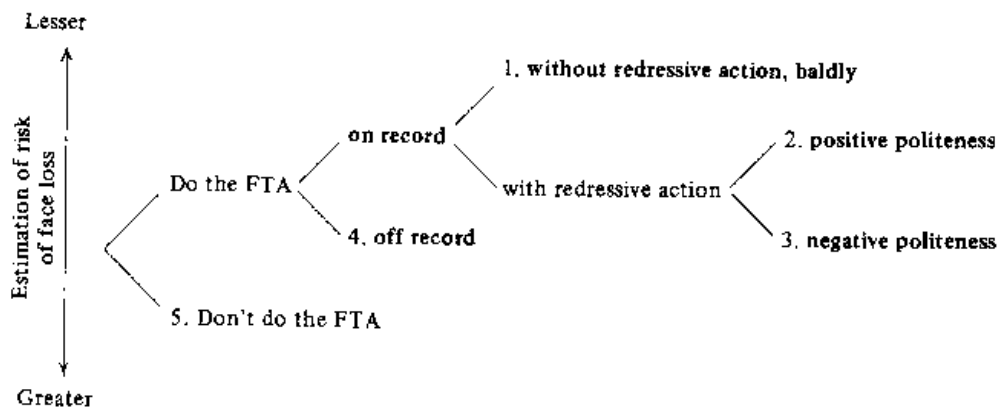 Lesser
1. without redressive action, baldly
on record
2. positive politeness
Estimation of risk
of face loss
Do the FTA
with redressive action
4. off record
3. negative politeness
5. Don't do the FTA
Greater